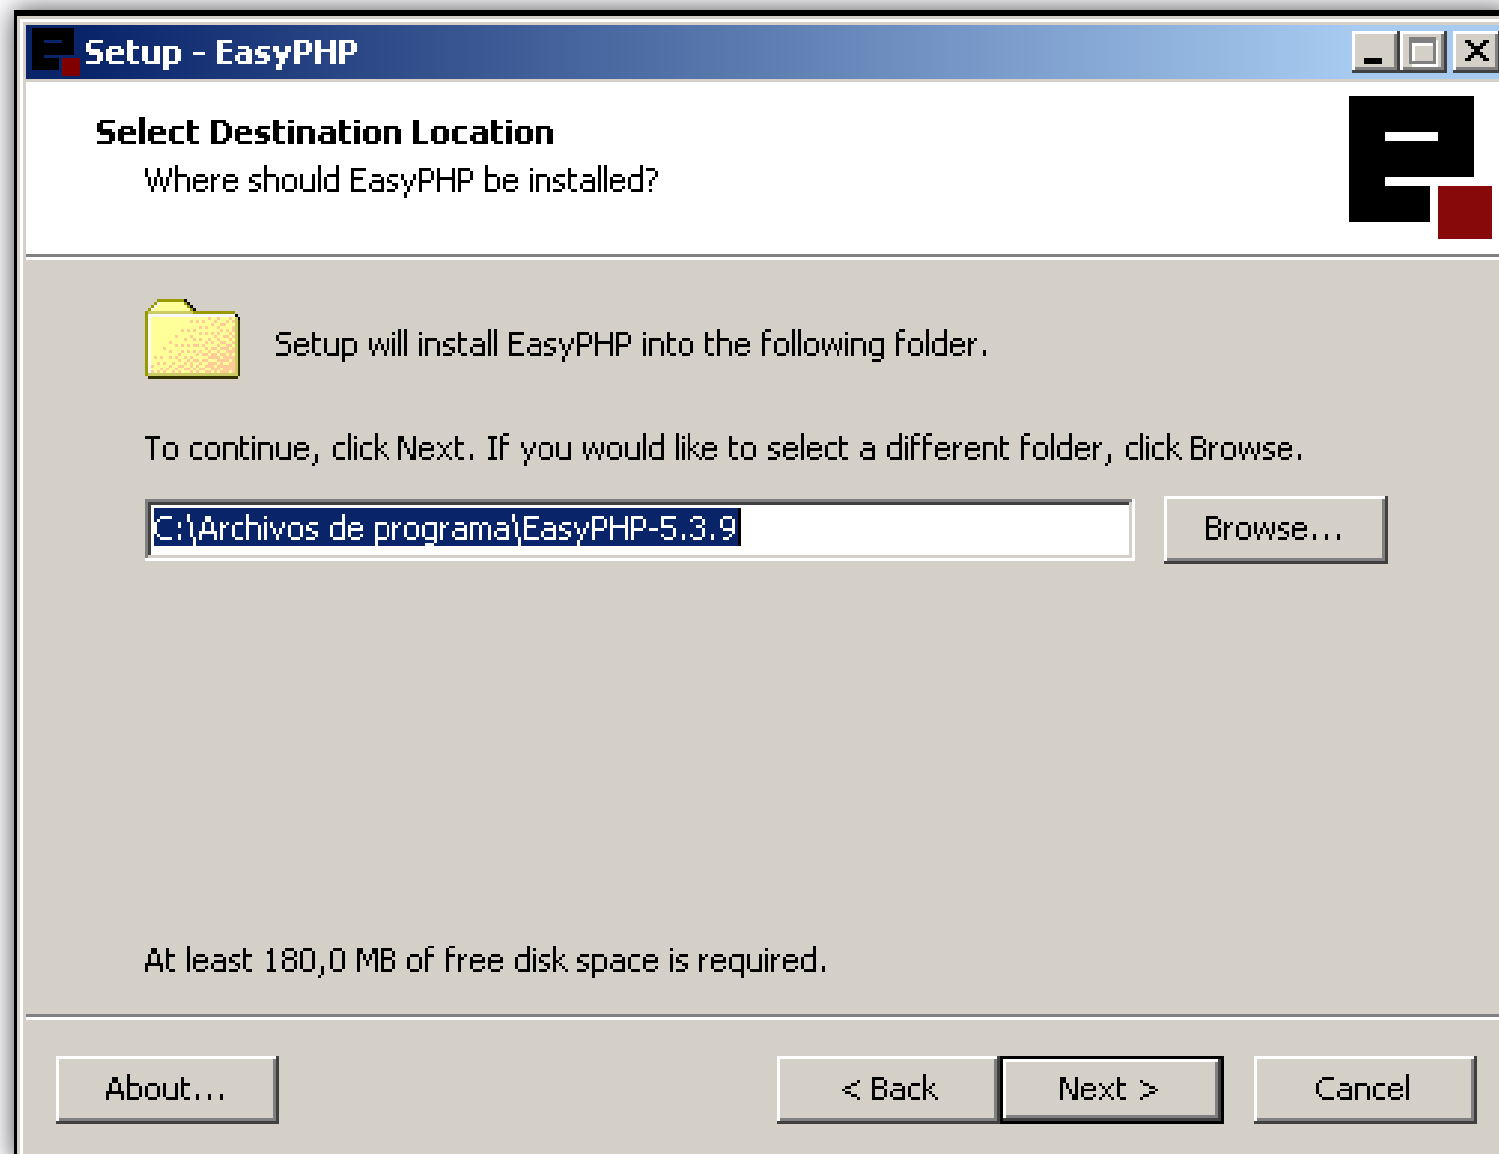 Setup - EasyPHP
Select Destination Location
Where should EasyPHP be installed?
Setup will install EasyPHP into the following folder.
To continue, click Next. If you would like to select a different folder, click Browse.
C:\Archivos de programa\EasyPHP-5.3.9
Browse...
At least 180,0 MB of free disk space is required.
About...
< Back
Next >
Cancel